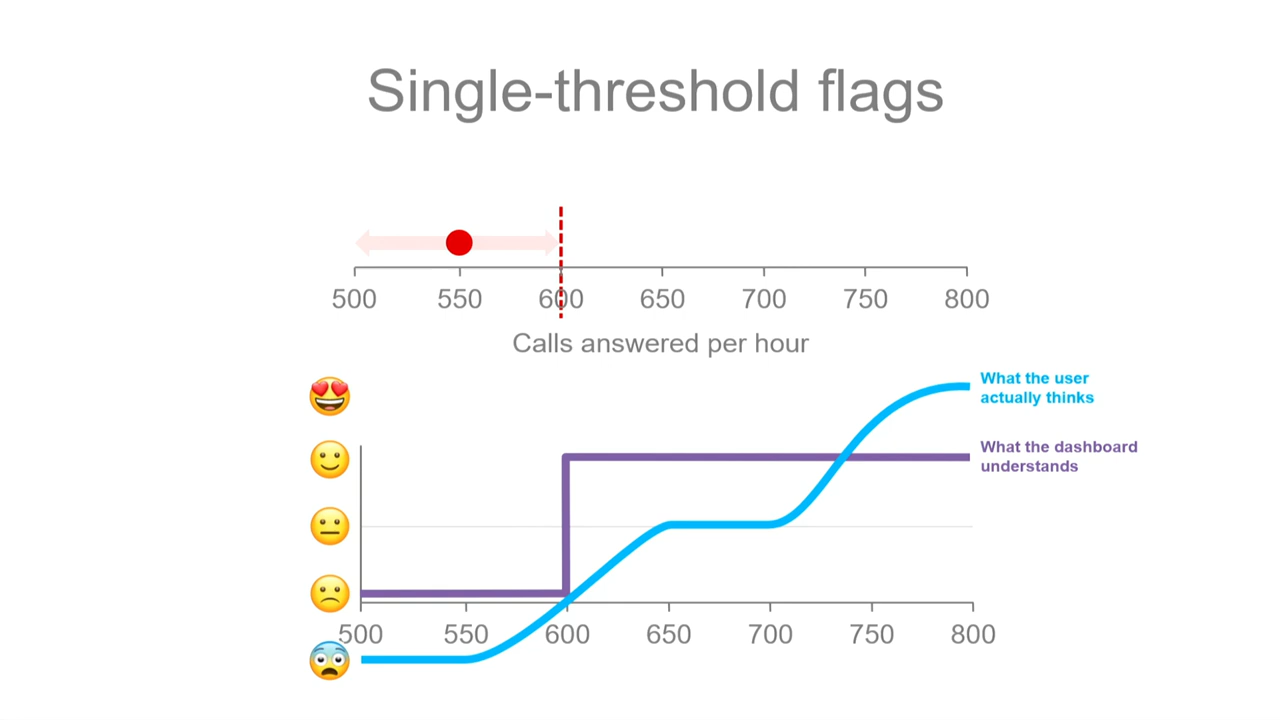 Single-threshold flags
500 550 600 650 700 750 800
Calls answered per hour
What the user
actually thinks
What the dashboard
understands
500 550 600 650 700 750 800